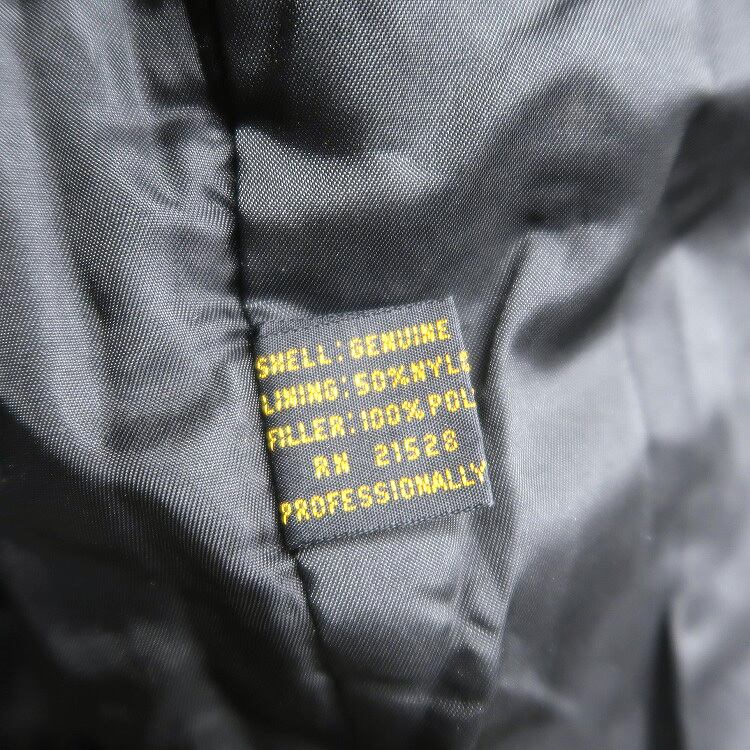 SHELL: GENUINE
LINING: 50% NYLO
FILLER: 100% POL
RN 21528
PROFESSIONALLY